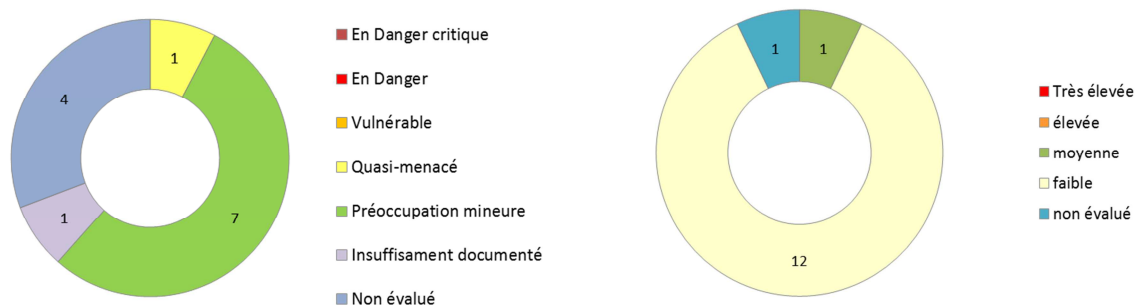 1
7
1
4
En Danger critique
En Danger
Vulnérable
Quasi-menacé
Préoccupation mineure
Insuffisament documenté
Non évalué
1
1
12
Très élevée
élevée
moyenne
faible
non évalué